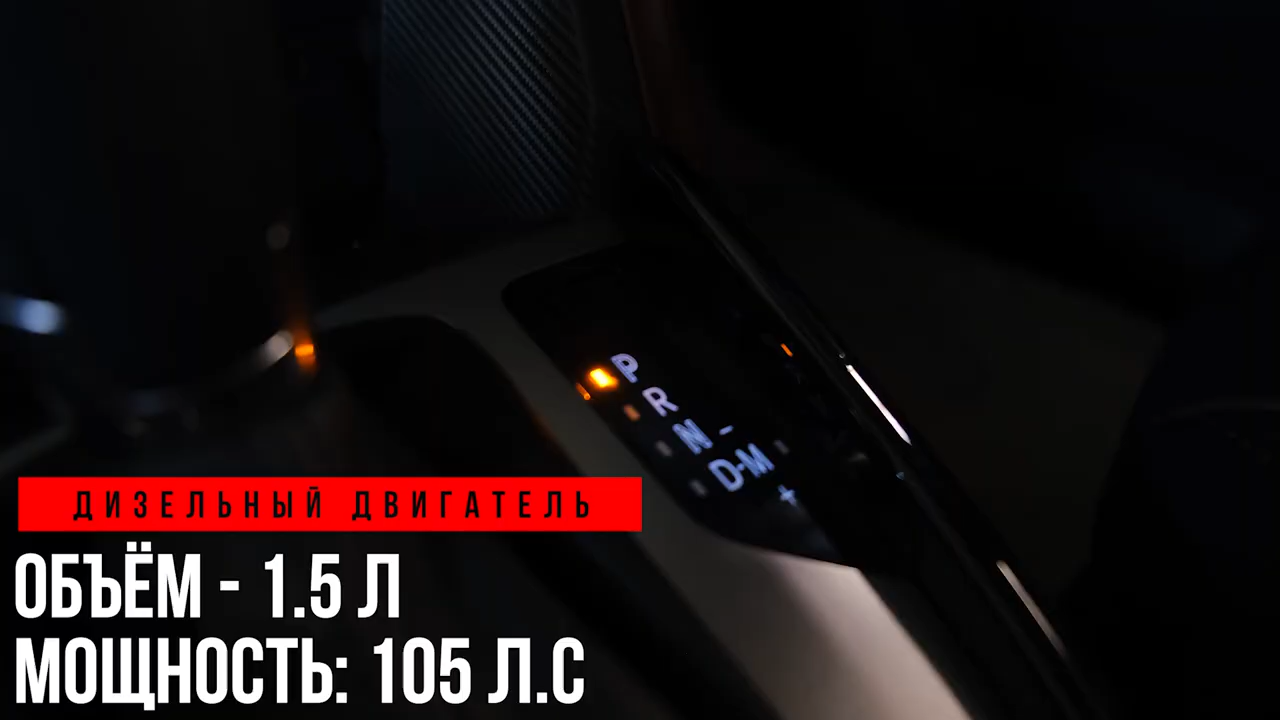 P
R
N -
D-M
+
ДИЗЕЛЬНЫЙ ДВИГАТЕЛЬ
ОБЪЁМ - 1.5 Л
МОЩНОСТЬ: 105 Л.С